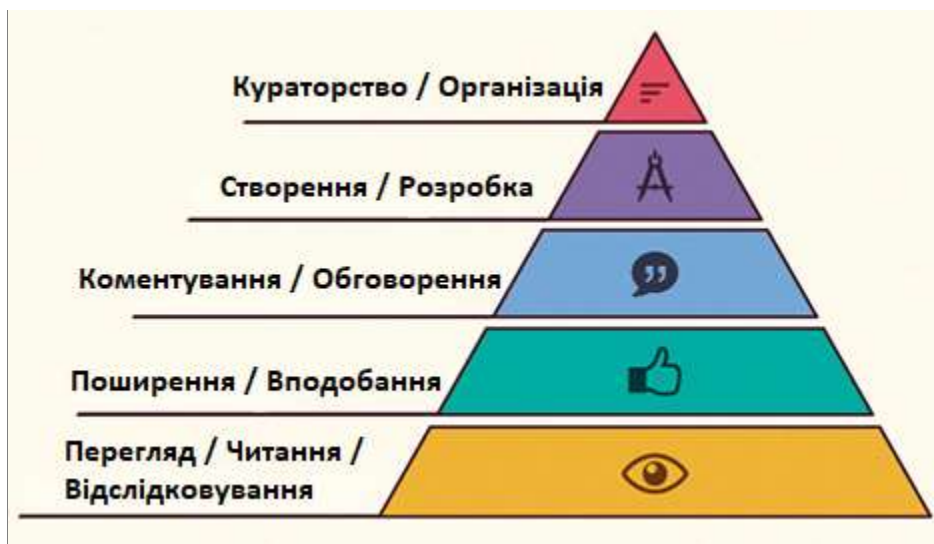 Кураторство / Організація
Створення / Розробка
Коментування / Обговорення
Поширення / Вподобання
Перегляд / Читання /
Відслідковування